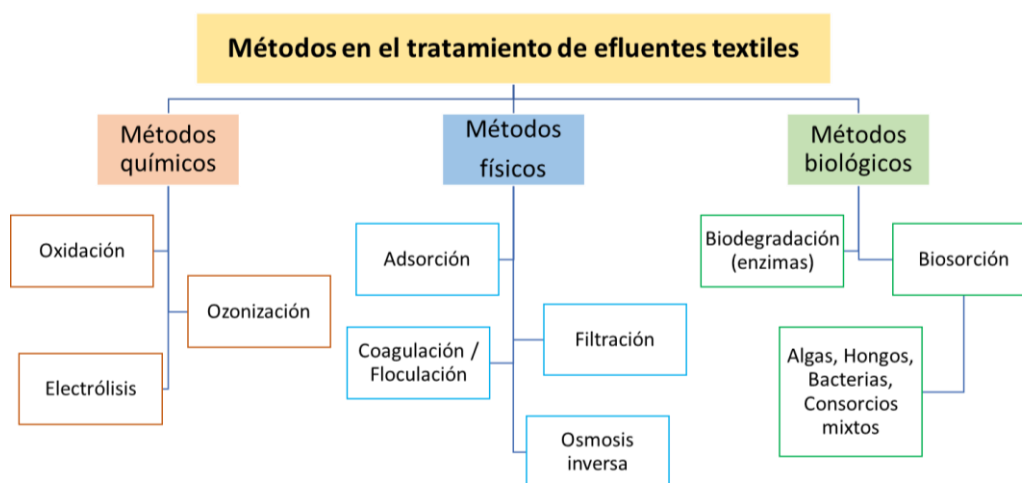 Métodos en el tratamiento de efluentes textiles
Métodos
químicos
Métodos
físicos
Métodos
biológicos
Oxidación
Ozonización
Electrólisis
Adsorción
Filtración
Coagulación /
Floculación
Osmosis
inversa
Biodegradación
(enzimas)
Biosorción
Algas, Hongos,
Bacterias,
Consorcios
mixtos